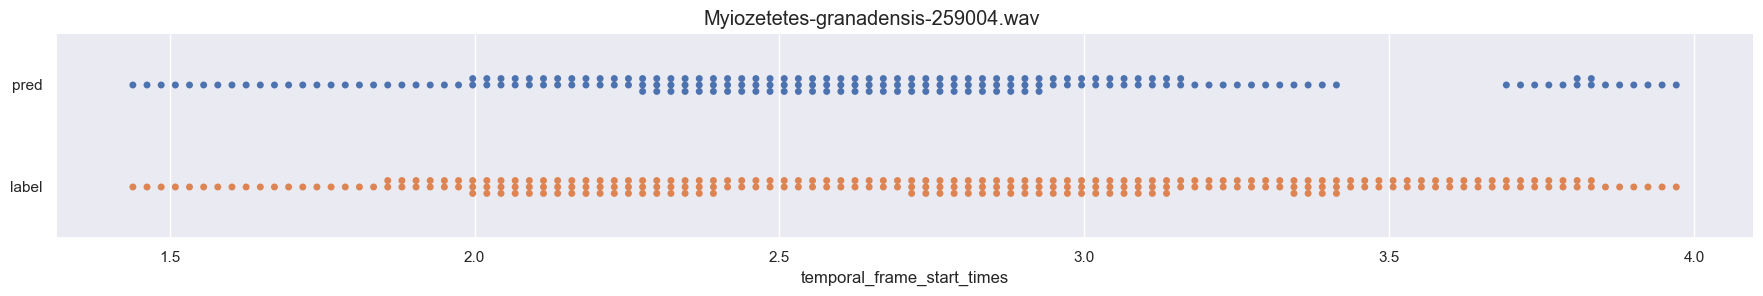 Myiozetetes-granadensis-259004.wav
pred
label
1.5 2.0 2.5 3.0 3.5 4.0
temporal_frame_start_times